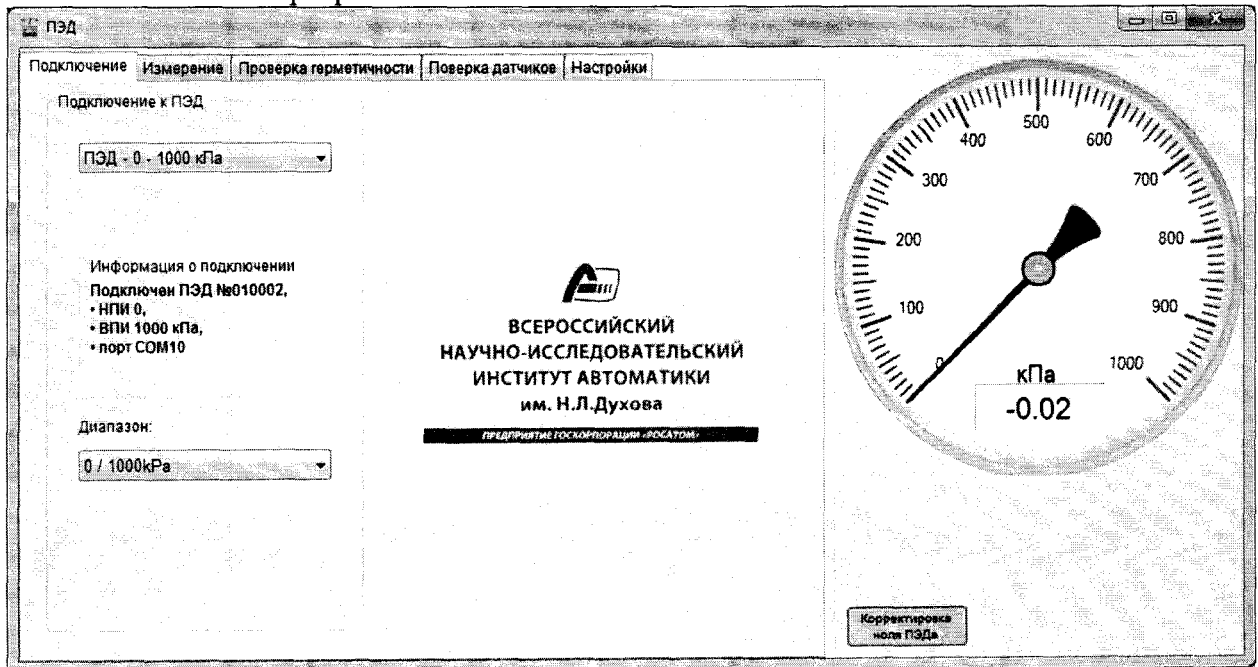 ПЭД
Подключение Измерение Проверка герметичности Поверка датчиков Настройки
Подключение к ПЭД
ПЭД - 0 - 1000 кПа
Информация о подключении
Подключен ПЭД №010002,
• НПИ 0,
• ВПИ 1000 кПа,
• порт COM10
Диапазон:
0 / 1000kPa
ВСЕРОССИЙСКИЙ
НАУЧНО-ИССЛЕДОВАТЕЛЬСКИЙ
ИНСТИТУТ АВТОМАТИКИ
им. Н.Л.Духова
ПРЕДПРИЯТИЕ ГОСКОРПОРАЦИИ «РОСАТОМ»
0
100
200
300
400
500
600
700
800
900
1000
кПа
-0.02
Корректировка
ноля ПЭДа